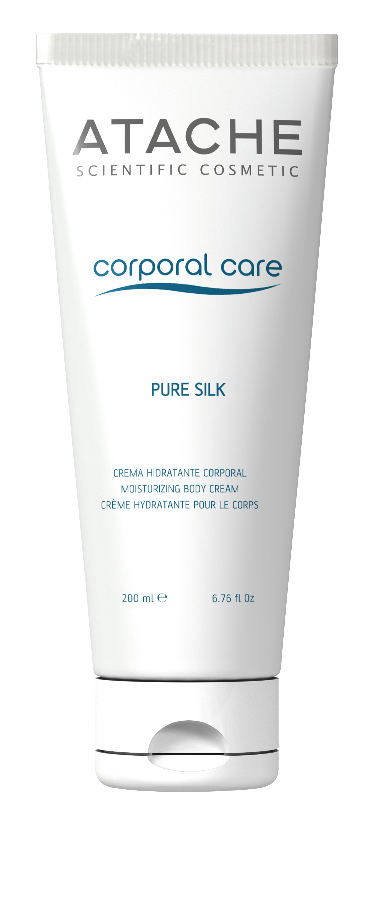 ATACHE
SCIENTIFIC COSMETIC
corporal care
PURE SILK
CREMA HIDRATANTE CORPORAL
MOISTURIZING BODY CREAM
CRÈME HYDRATANTE POUR LE CORPS
200 ml ℮ 6.76 fl Oz